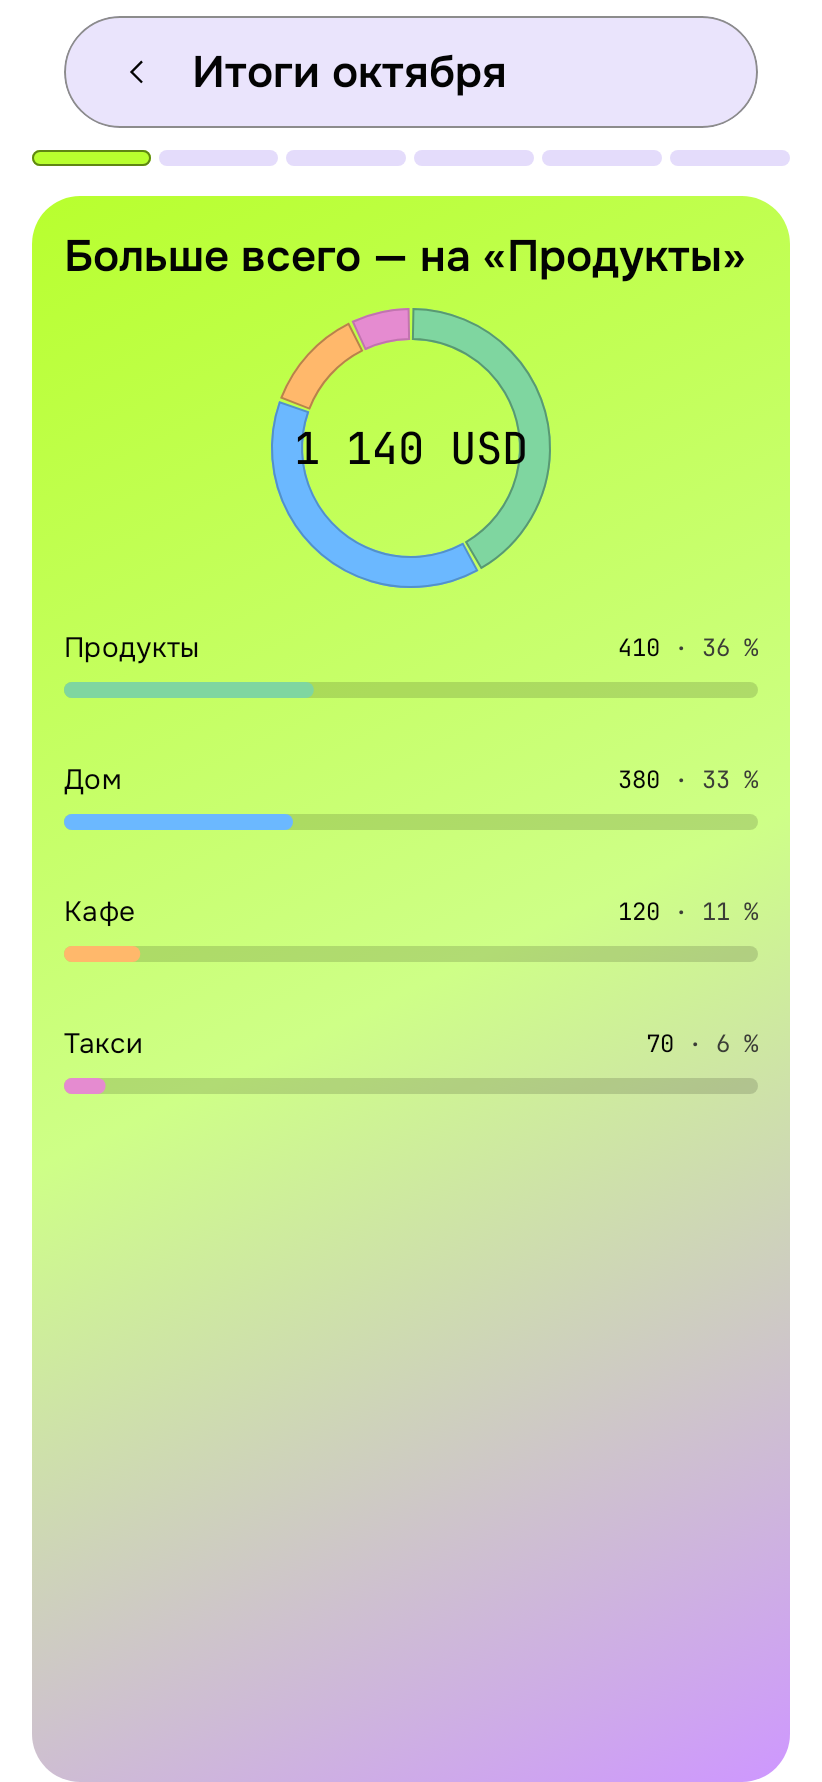 Итоги октября
Больше всего — на «Продукты»
1 140 USD
Продукты 410 · 36 %
Дом 380 · 33 %
Кафе 120 · 11 %
Такси 70 · 6 %